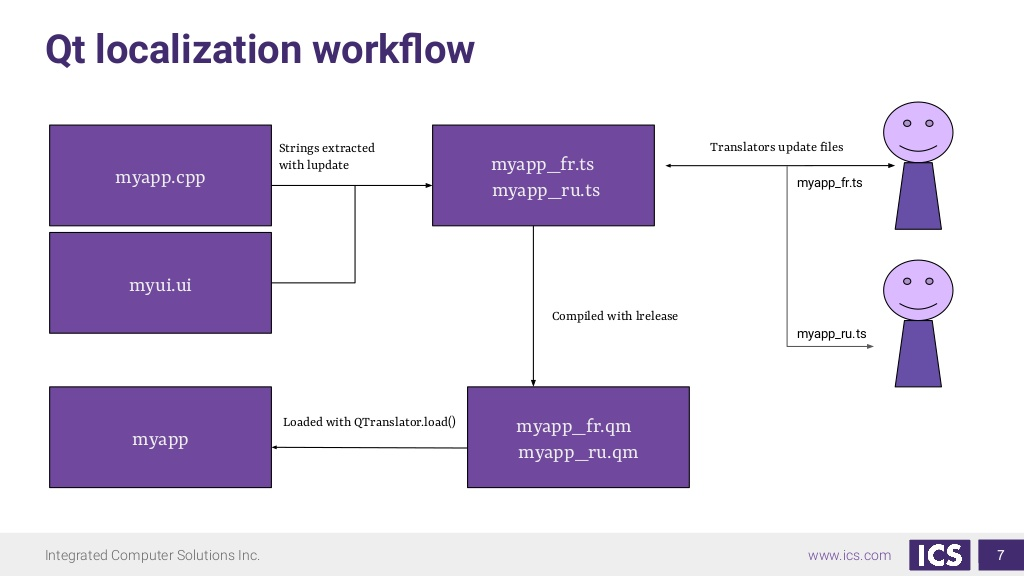 Qt localization workflow
myapp.cpp
Strings extracted
with lupdate
myapp_fr.ts
myapp_ru.ts
Translators update files
myapp_fr.ts
myui.ui
Compiled with lrelease
myapp_ru.ts
myapp
Loaded with QTranslator.load()
myapp_fr.qm
myapp_ru.qm
Integrated Computer Solutions Inc.
www.ics.com
ICS
7